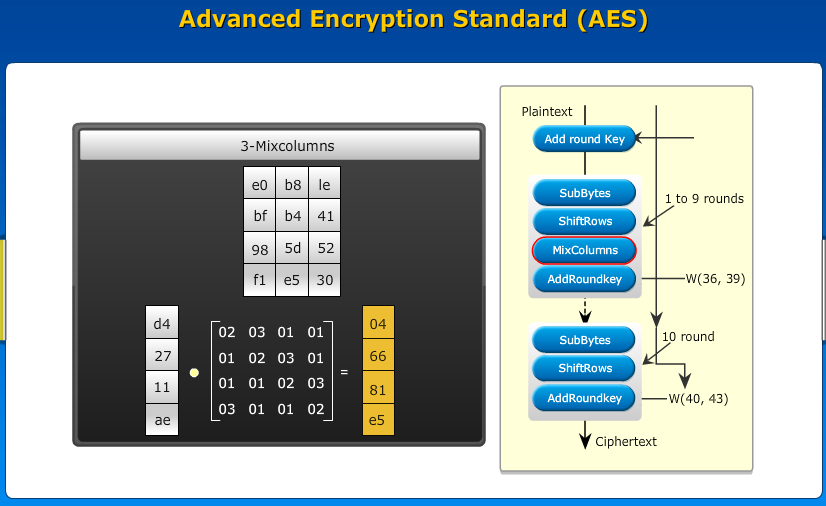 Advanced Encryption Standard (AES)
3-Mixcolumns
e0 b8 le
bf b4 41
98 5d 52
f1 e5 30
d4
27
11
ae
02 03 01 01
01 02 03 01
01 01 02 03
03 01 01 02
=
04
66
81
e5
Plaintext
Add round Key
SubBytes
ShiftRows
MixColumns
AddRoundkey
1 to 9 rounds
W(36, 39)
SubBytes
ShiftRows
AddRoundkey
10 round
W(40, 43)
Ciphertext